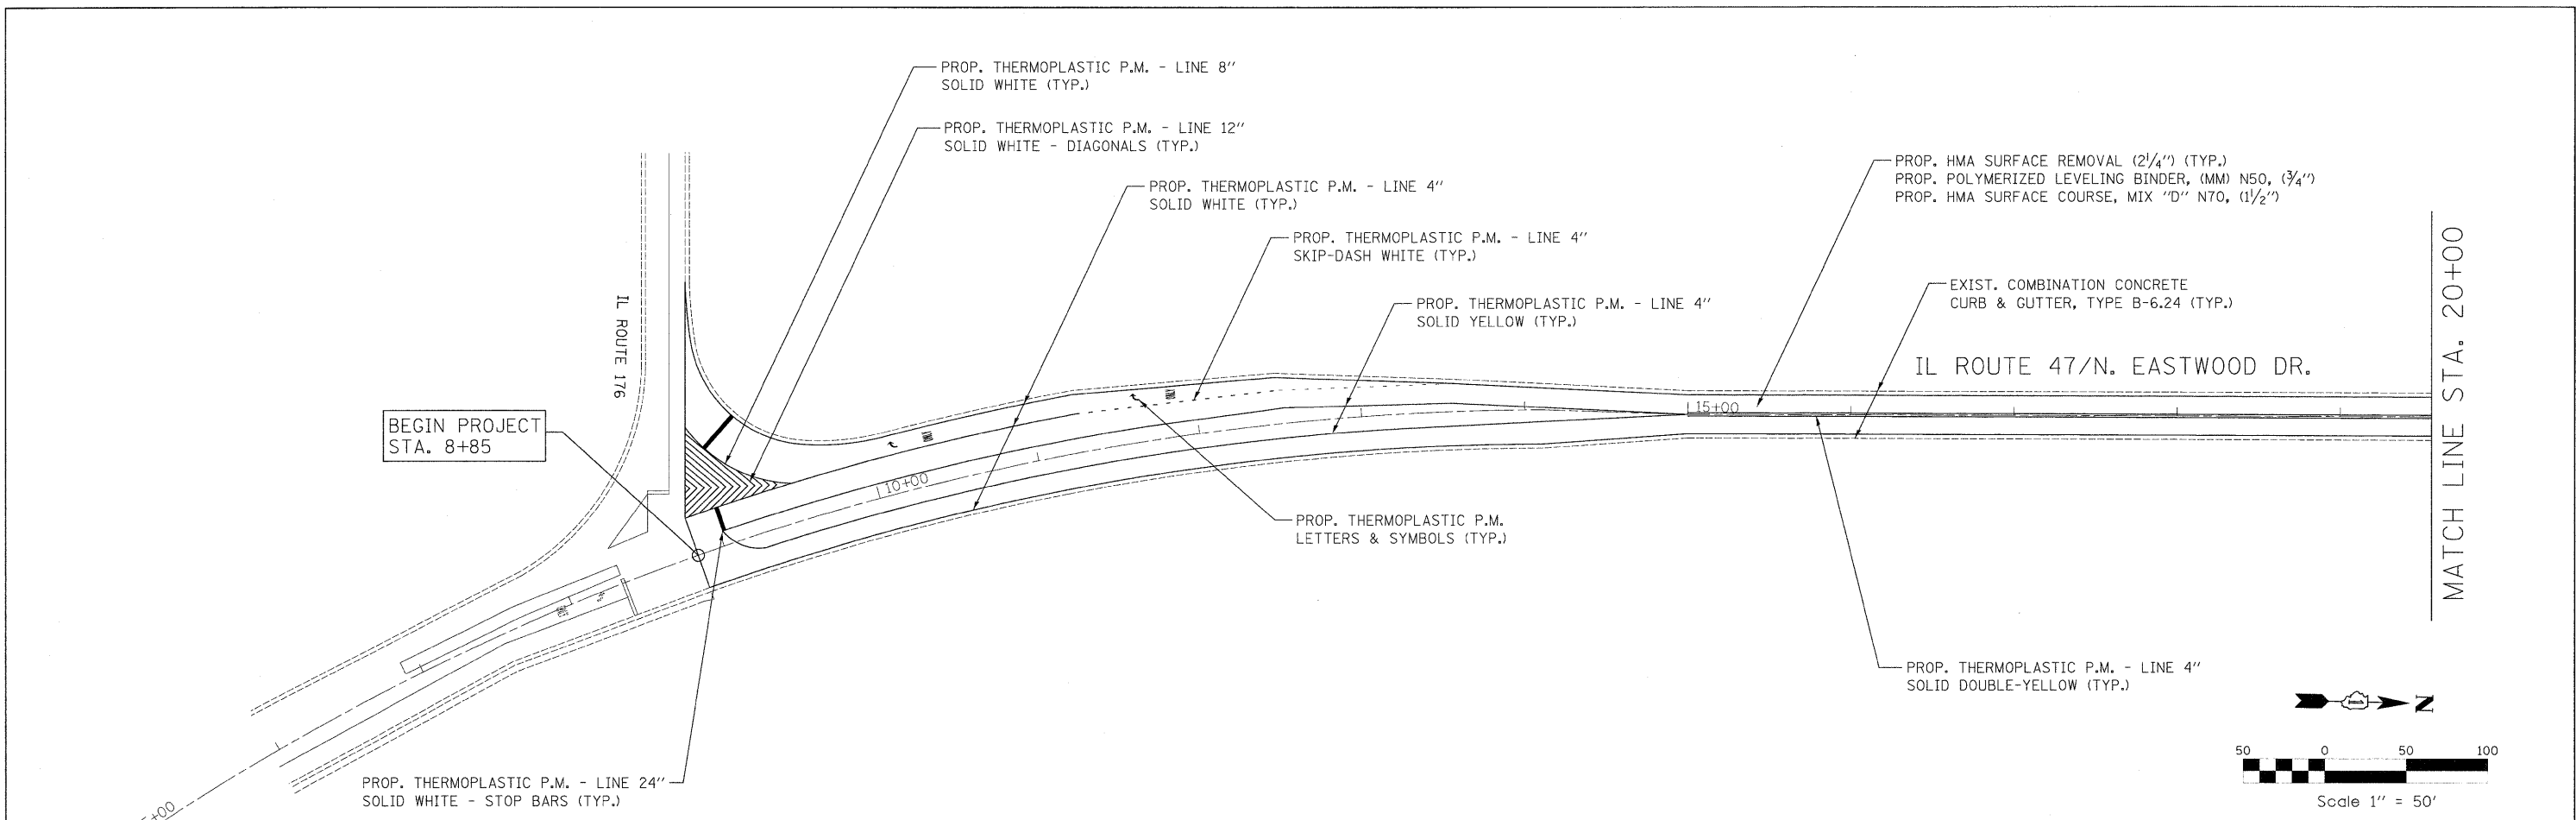 PROP. THERMOPLASTIC P.M. - LINE 8"
SOLID WHITE (TYP.)
PROP. THERMOPLASTIC P.M. - LINE 12"
SOLID WHITE - DIAGONALS (TYP.)
PROP. THERMOPLASTIC P.M. - LINE 4"
SOLID WHITE (TYP.)
PROP. THERMOPLASTIC P.M. - LINE 4"
SKIP-DASH WHITE (TYP.)
PROP. THERMOPLASTIC P.M. - LINE 4"
SOLID YELLOW (TYP.)
PROP. HMA SURFACE REMOVAL (2 1/4") (TYP.)
PROP. POLYMERIZED LEVELING BINDER, (MM) N50, (3/4")
PROP. HMA SURFACE COURSE, MIX "D" N70, (1 1/2")
EXIST. COMBINATION CONCRETE
CURB & GUTTER, TYPE B-6.24 (TYP.)
IL ROUTE 47/N. EASTWOOD DR.
MATCH LINE STA. 20+00
IL ROUTE 176
BEGIN PROJECT
STA. 8+85
ONLY
ONLY
10+00
15+00
PROP. THERMOPLASTIC P.M.
LETTERS & SYMBOLS (TYP.)
PROP. THERMOPLASTIC P.M. - LINE 4"
SOLID DOUBLE-YELLOW (TYP.)
PROP. THERMOPLASTIC P.M. - LINE 24"
SOLID WHITE - STOP BARS (TYP.)
N
50 0 50 100
Scale 1" = 50'